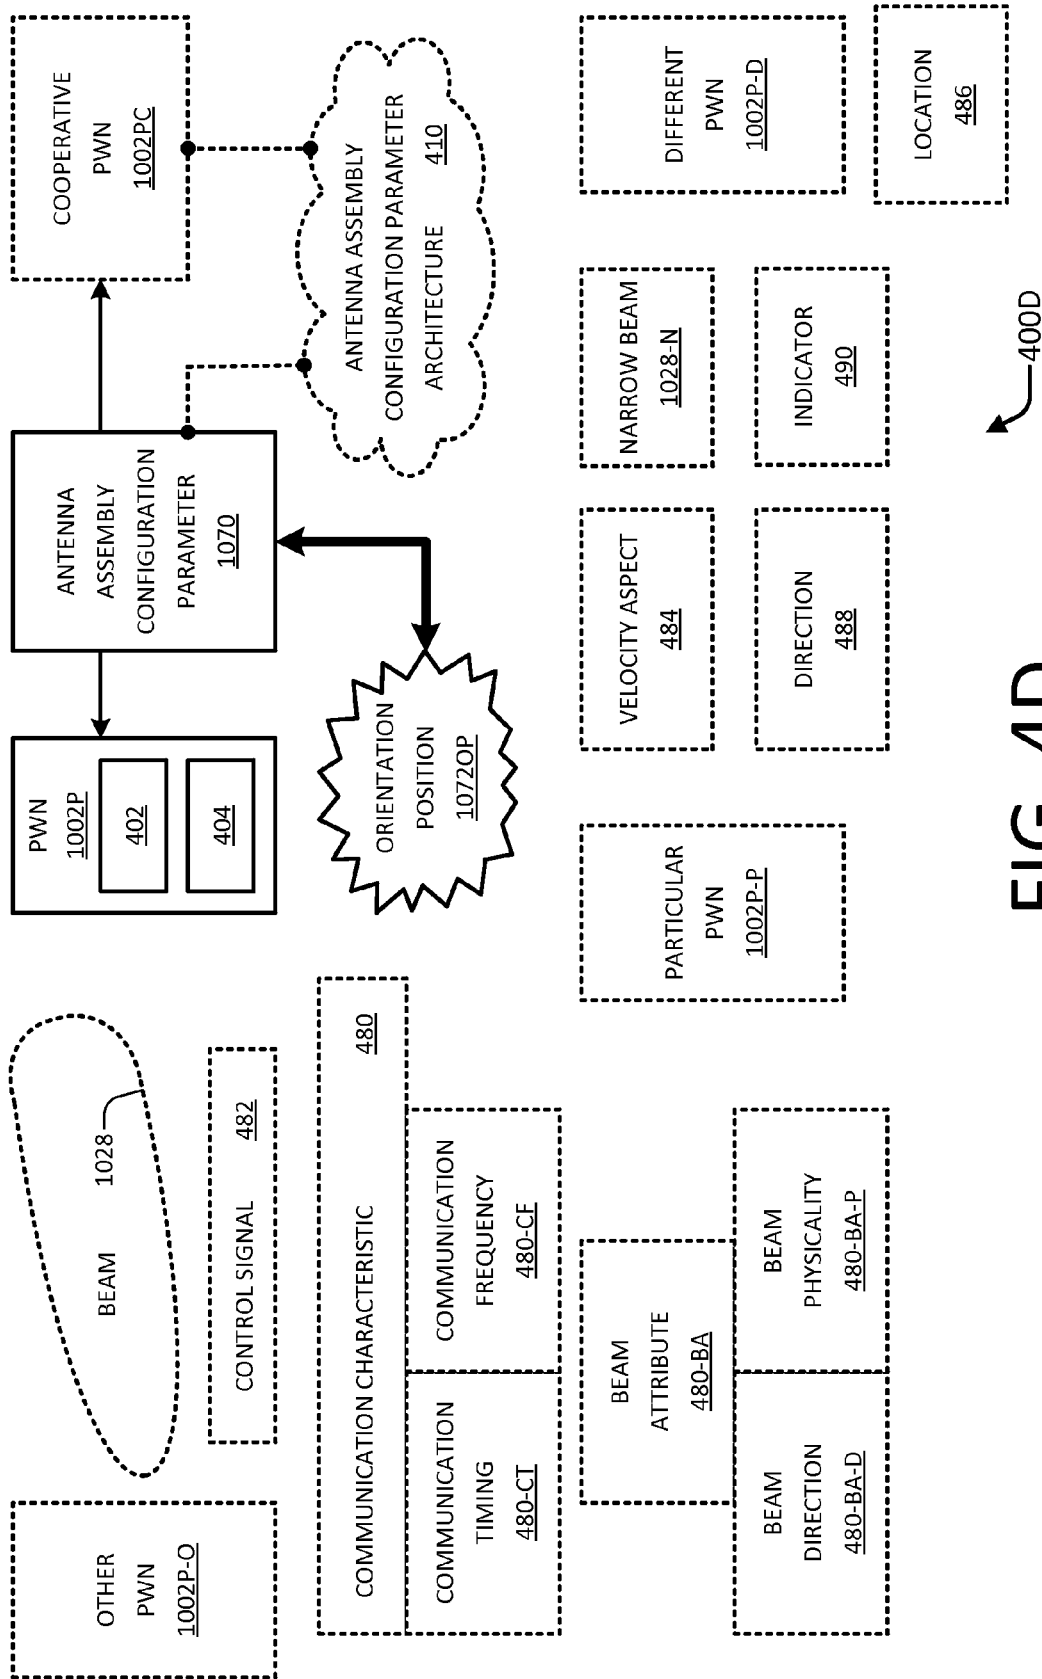 OTHER
PWN
1002P-O
BEAM
1028
CONTROL SIGNAL
482
PWN
1002P
402
404
ANTENNA
ASSEMBLY
CONFIGURATION
PARAMETER
1070
COOPERATIVE
PWN
1002PC
COMMUNICATION CHARACTERISTIC
480
COMMUNICATION
TIMING
480-CT
COMMUNICATION
FREQUENCY
480-CF
ORIENTATION
POSITION
1072OP
ANTENNA ASSEMBLY
CONFIGURATION PARAMETER
ARCHITECTURE
410
BEAM
ATTRIBUTE
480-BA
BEAM
DIRECTION
480-BA-D
BEAM
PHYSICALITY
480-BA-P
PARTICULAR
PWN
1002P-P
VELOCITY ASPECT
484
NARROW BEAM
1028-N
DIFFERENT
PWN
1002P-D
DIRECTION
488
INDICATOR
490
LOCATION
486
400D
FIG. 4D